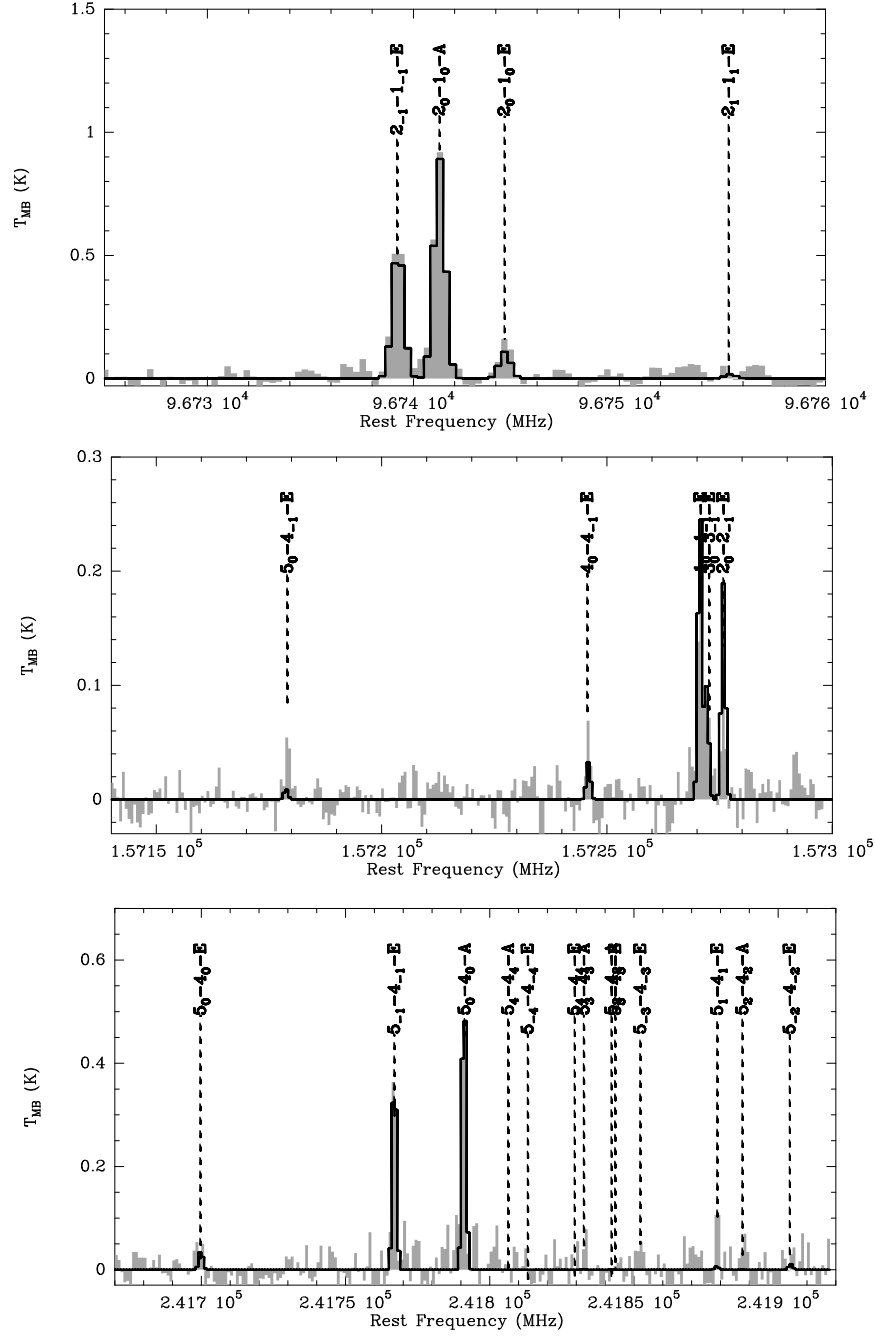 1.5
1
0.5
0
T_MB (K)
2_-1-1_-1-E
2_0-1_0-A
2_0-1_0-E
2_1-1_1-E
9.673 10^4
9.674 10^4
9.675 10^4
9.676 10^4
Rest Frequency (MHz)
0.3
0.2
0.1
0
T_MB (K)
5_0-4_-1-E
4_0-4_-1-E
2_0-2_-1-E
1.5715 10^5
1.572 10^5
1.5725 10^5
1.573 10^5
Rest Frequency (MHz)
0.6
0.4
0.2
0
T_MB (K)
5_0-4_0-E
5_-1-4_-1-E
5_0-4_0-A
5_4-4_4-A
5_-4-4_-4-E
5_-3-4_-3-E
5_1-4_1-E
5_2-4_2-A
5_-2-4_-2-E
2.417 10^5
2.4175 10^5
2.418 10^5
2.4185 10^5
2.419 10^5
Rest Frequency (MHz)